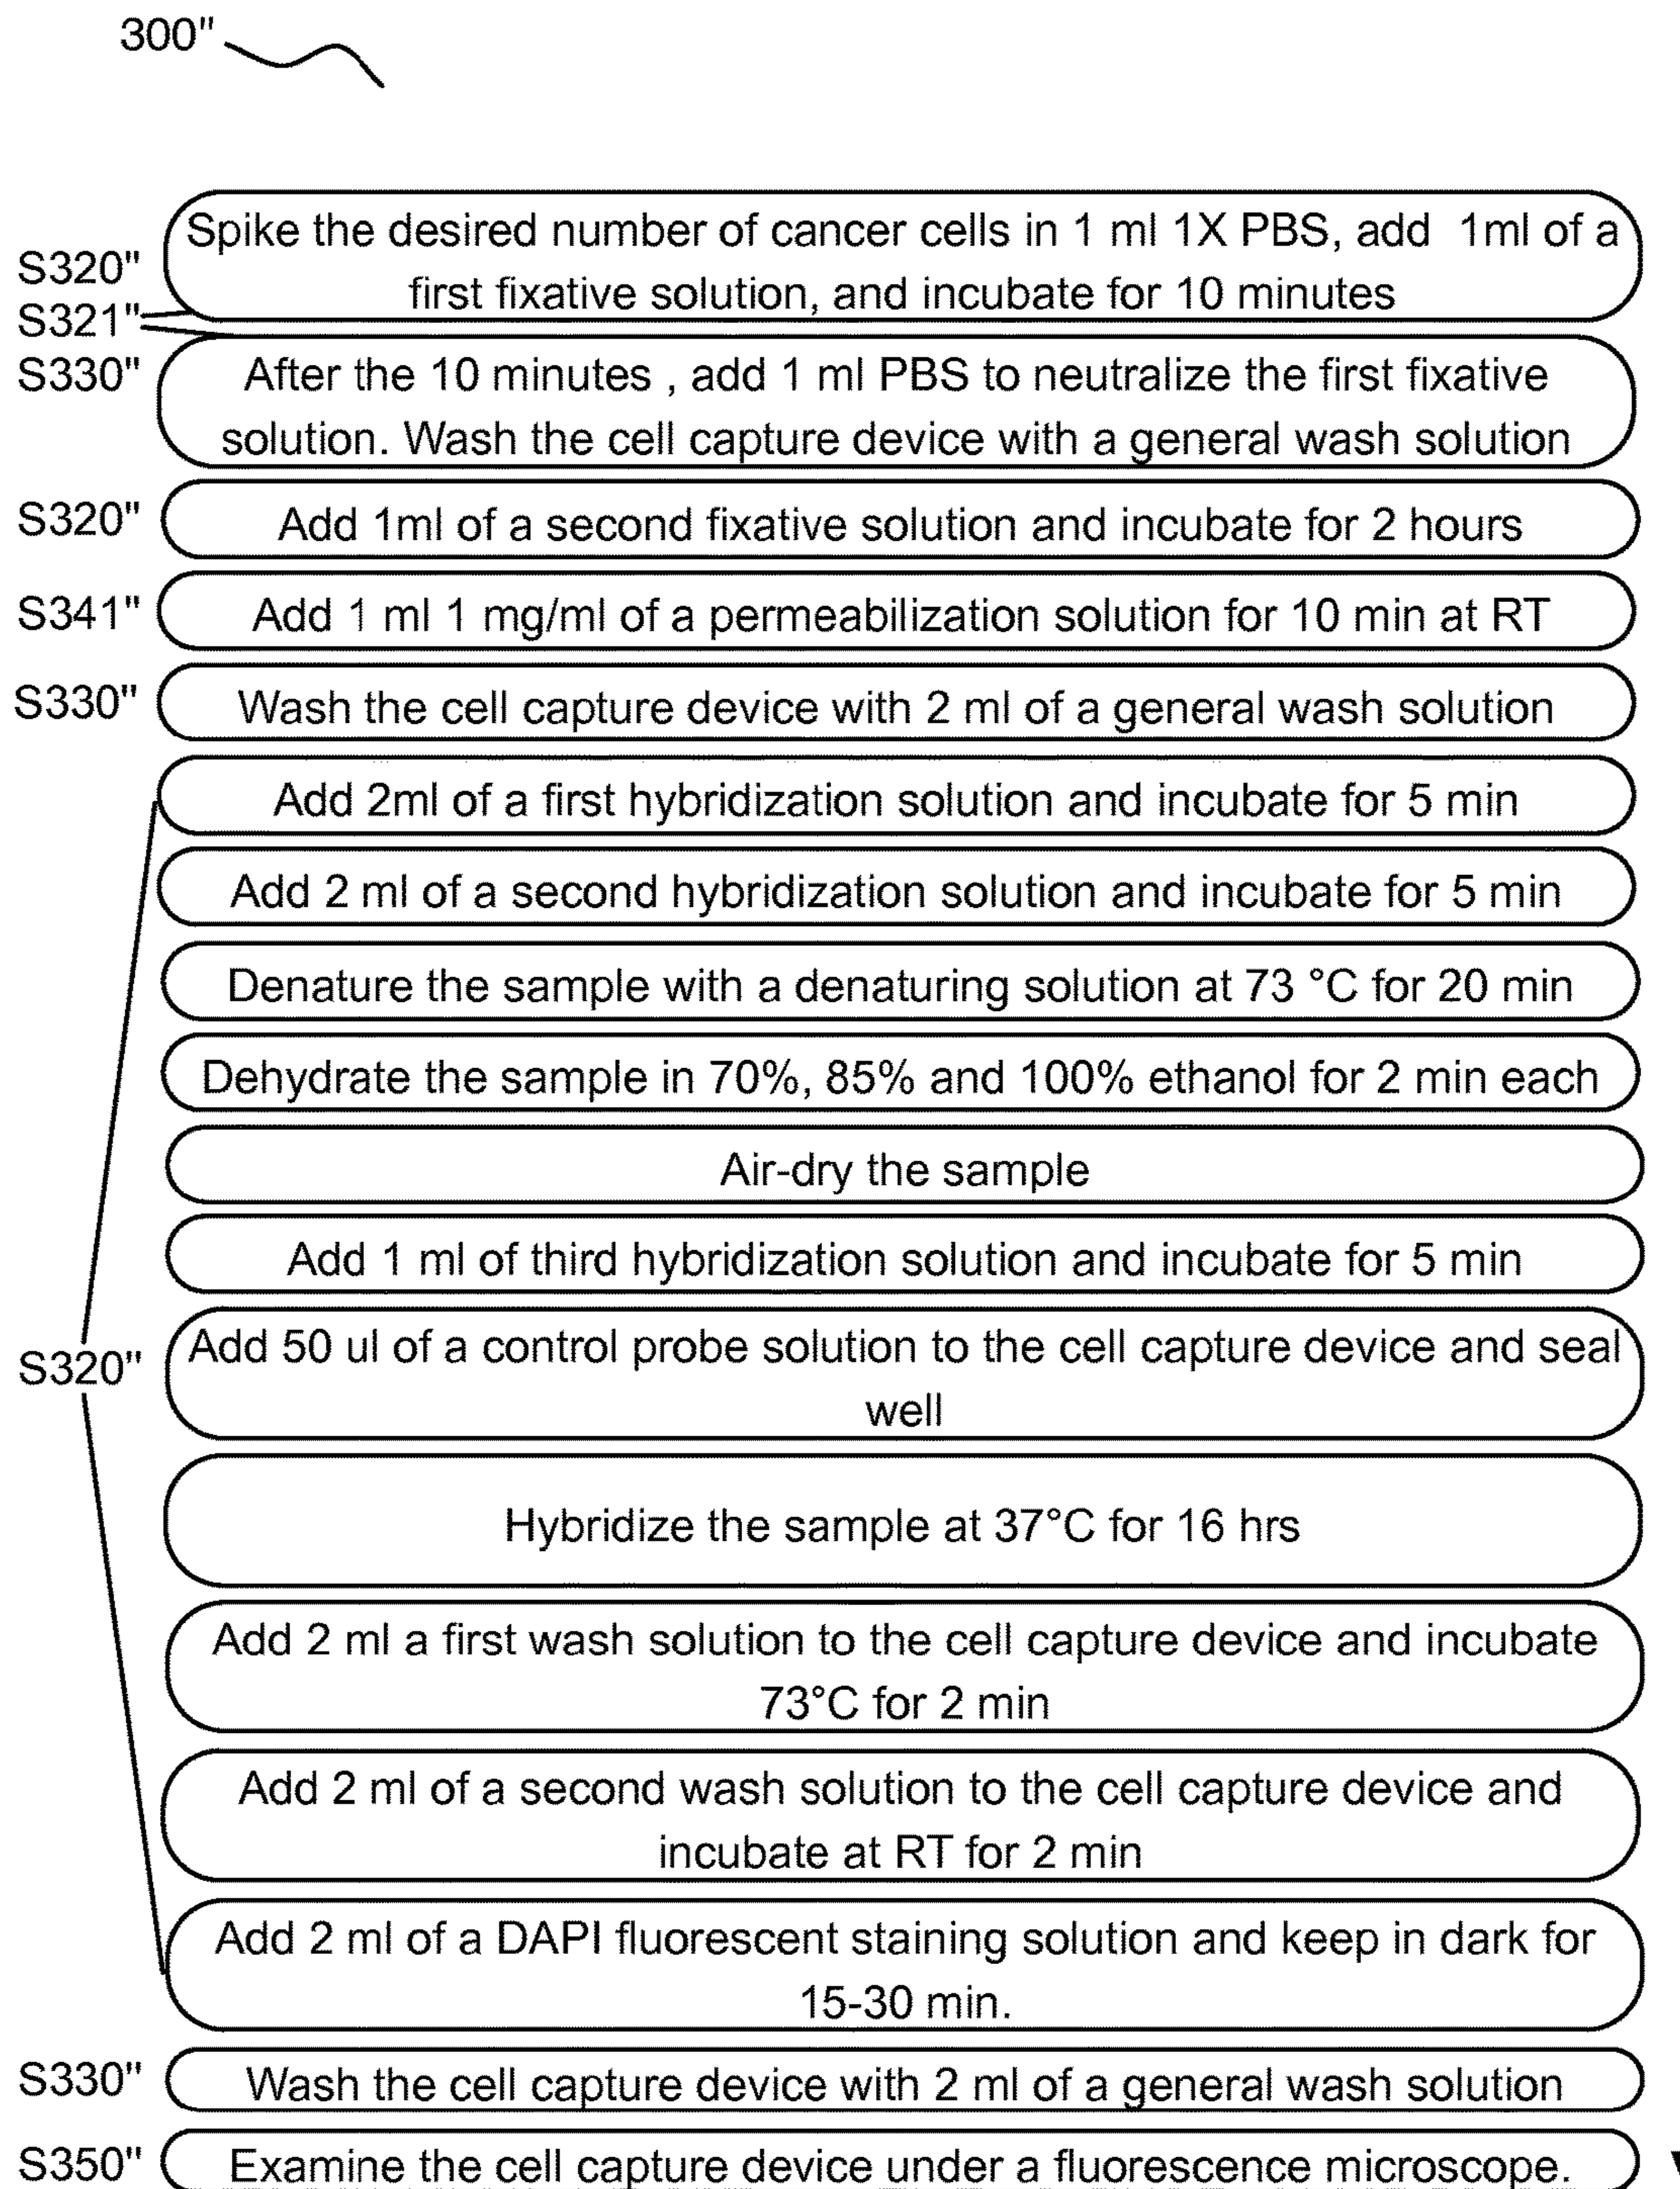 300"
Spike the desired number of cancer cells in 1 ml 1X PBS, add 1ml of a
S320"
first fixative solution, and incubate for 10 minutes
S321"
S330"
After the 10 minutes , add 1 ml PBS to neutralize the first fixative
solution. Wash the cell capture device with a general wash solution
S320"
Add 1ml of a second fixative solution and incubate for 2 hours
S341"
Add 1 ml 1 mg/ml of a permeabilization solution for 10 min at RT
S330"
Wash the cell capture device with 2 ml of a general wash solution
Add 2ml of a first hybridization solution and incubate for 5 min
Add 2 ml of a second hybridization solution and incubate for 5 min
Denature the sample with a denaturing solution at 73 °C for 20 min
Dehydrate the sample in 70%, 85% and 100% ethanol for 2 min each
Air-dry the sample
Add 1 ml of third hybridization solution and incubate for 5 min
S320"
Add 50 ul of a control probe solution to the cell capture device and seal
well
Hybridize the sample at 37°C for 16 hrs
Add 2 ml a first wash solution to the cell capture device and incubate
73°C for 2 min
Add 2 ml of a second wash solution to the cell capture device and
incubate at RT for 2 min
Add 2 ml of a DAPI fluorescent staining solution and keep in dark for
15-30 min.
S330"
Wash the cell capture device with 2 ml of a general wash solution
S350"
Examine the cell capture device under a fluorescence microscope.